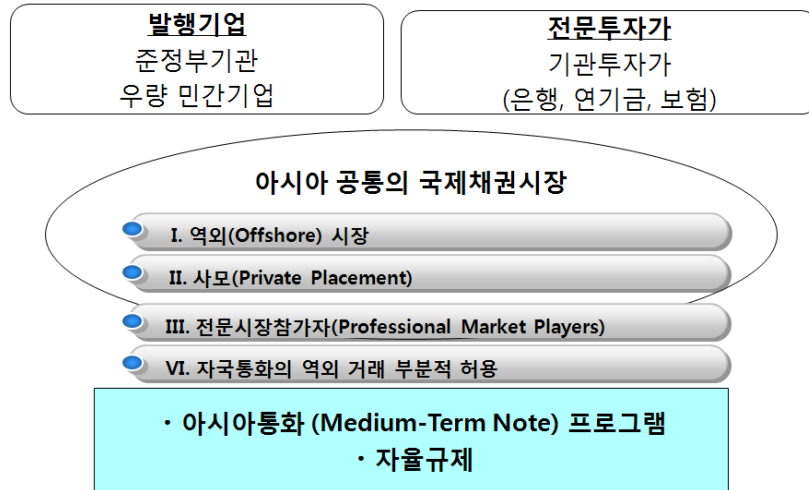 발행기업
준정부기관
우량 민간기업
전문투자가
기관투자가
(은행, 연기금, 보험)
아시아 공통의 국제채권시장
I. 역외(Offshore) 시장
II. 사모(Private Placement)
III. 전문시장참가자(Professional Market Players)
VI. 자국통화의 역외 거래 부분적 허용
· 아시아통화 (Medium-Term Note) 프로그램
· 자율규제